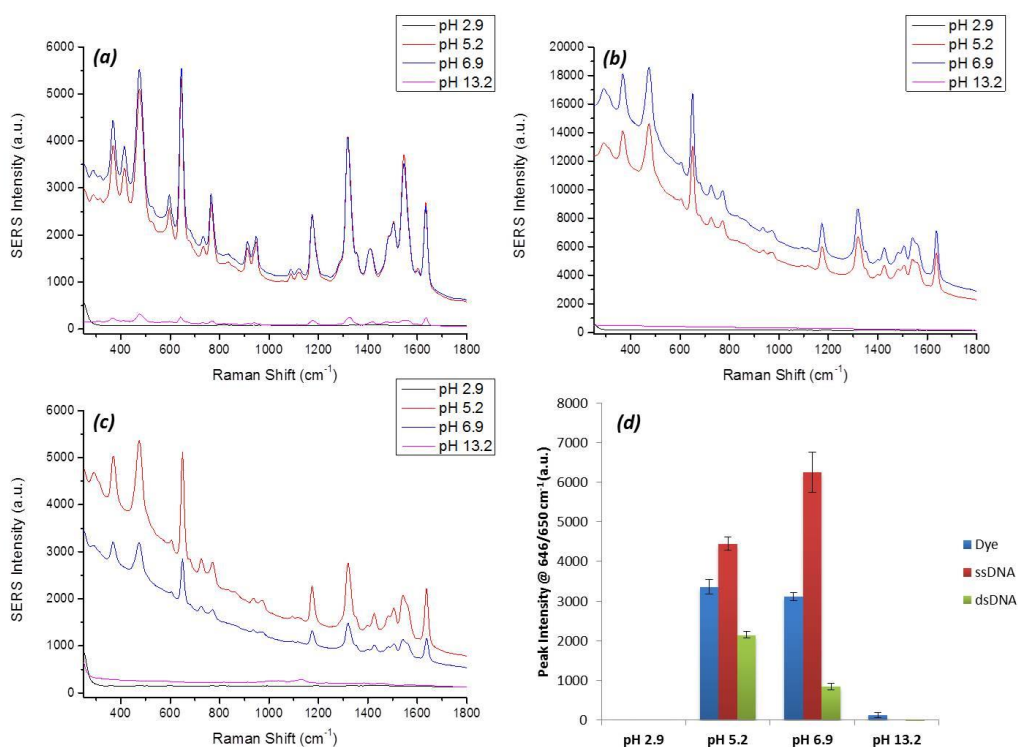 (a)
pH 2.9
pH 5.2
pH 6.9
pH 13.2
6000
5000
4000
3000
2000
1000
0
SERS Intensity (a.u.)
400 600 800 1000 1200 1400 1600 1800
Raman Shift (cm-1)
(b)
pH 2.9
pH 5.2
pH 6.9
pH 13.2
20000
18000
16000
14000
12000
10000
8000
6000
4000
2000
0
SERS Intensity (a.u.)
400 600 800 1000 1200 1400 1600 1800
Raman Shift (cm-1)
(c)
pH 2.9
pH 5.2
pH 6.9
pH 13.2
6000
5000
4000
3000
2000
1000
0
SERS Intensity (a.u.)
400 600 800 1000 1200 1400 1600 1800
Raman Shift (cm-1)
(d)
8000
7000
6000
5000
4000
3000
2000
1000
0
Peak Intensity @ 646/650 cm-1(a.u.)
pH 2.9 pH 5.2 pH 6.9 pH 13.2
Dye
ssDNA
dsDNA